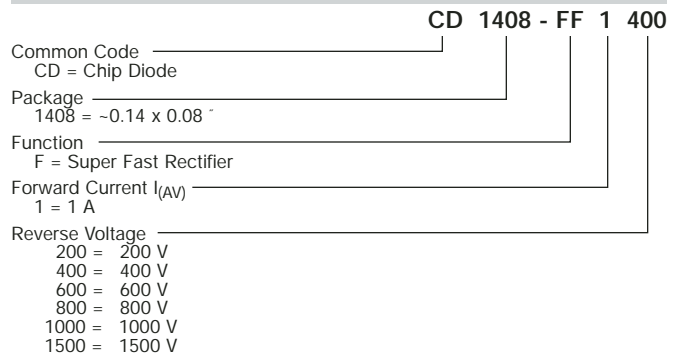 CD 1408 - FF 1 400
Common Code
CD = Chip Diode
Package
1408 = ~0.14 x 0.08 ˝
Function
F = Super Fast Rectifier
Forward Current I(AV)
1 = 1 A
Reverse Voltage
200 = 200 V
400 = 400 V
600 = 600 V
800 = 800 V
1000 = 1000 V
1500 = 1500 V